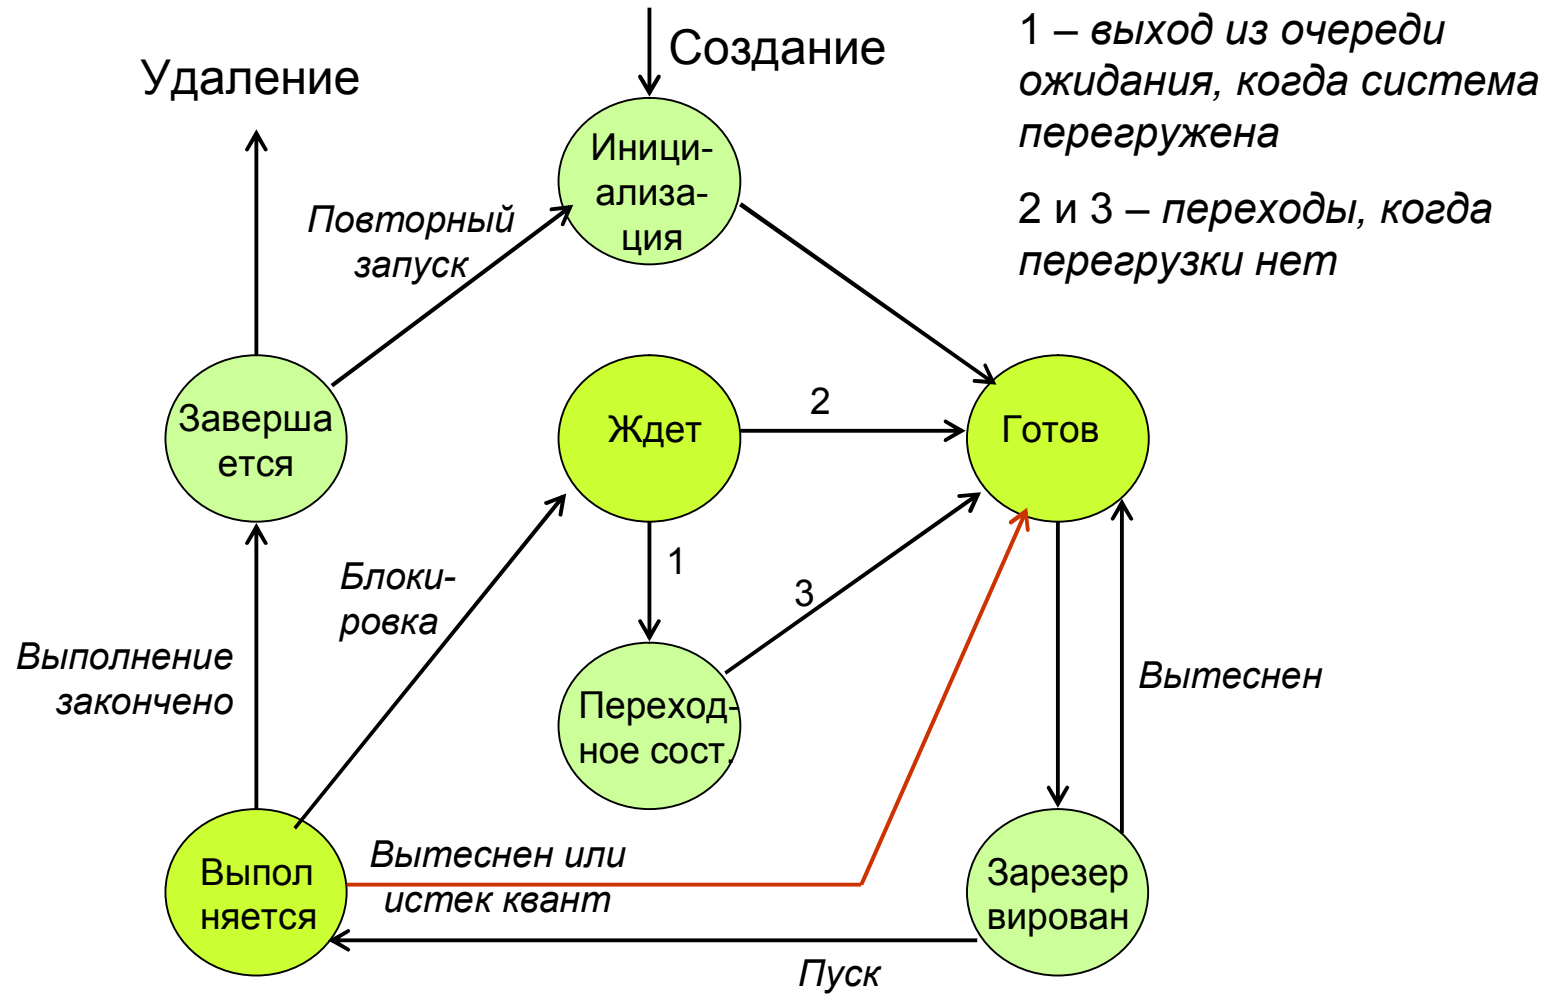 Создание
Удаление
1 – выход из очереди
ожидания, когда система
перегружена
2 и 3 – переходы, когда
перегрузки нет
Иници-
ализа-
ция
Повторный
запуск
Заверша
ется
Ждет
2
Готов
1
3
Блоки-
ровка
Выполнение
закончено
Вытеснен
Переход-
ное сост.
Выпол
няется
Вытеснен или
истек квант
Зарезер
вирован
Пуск